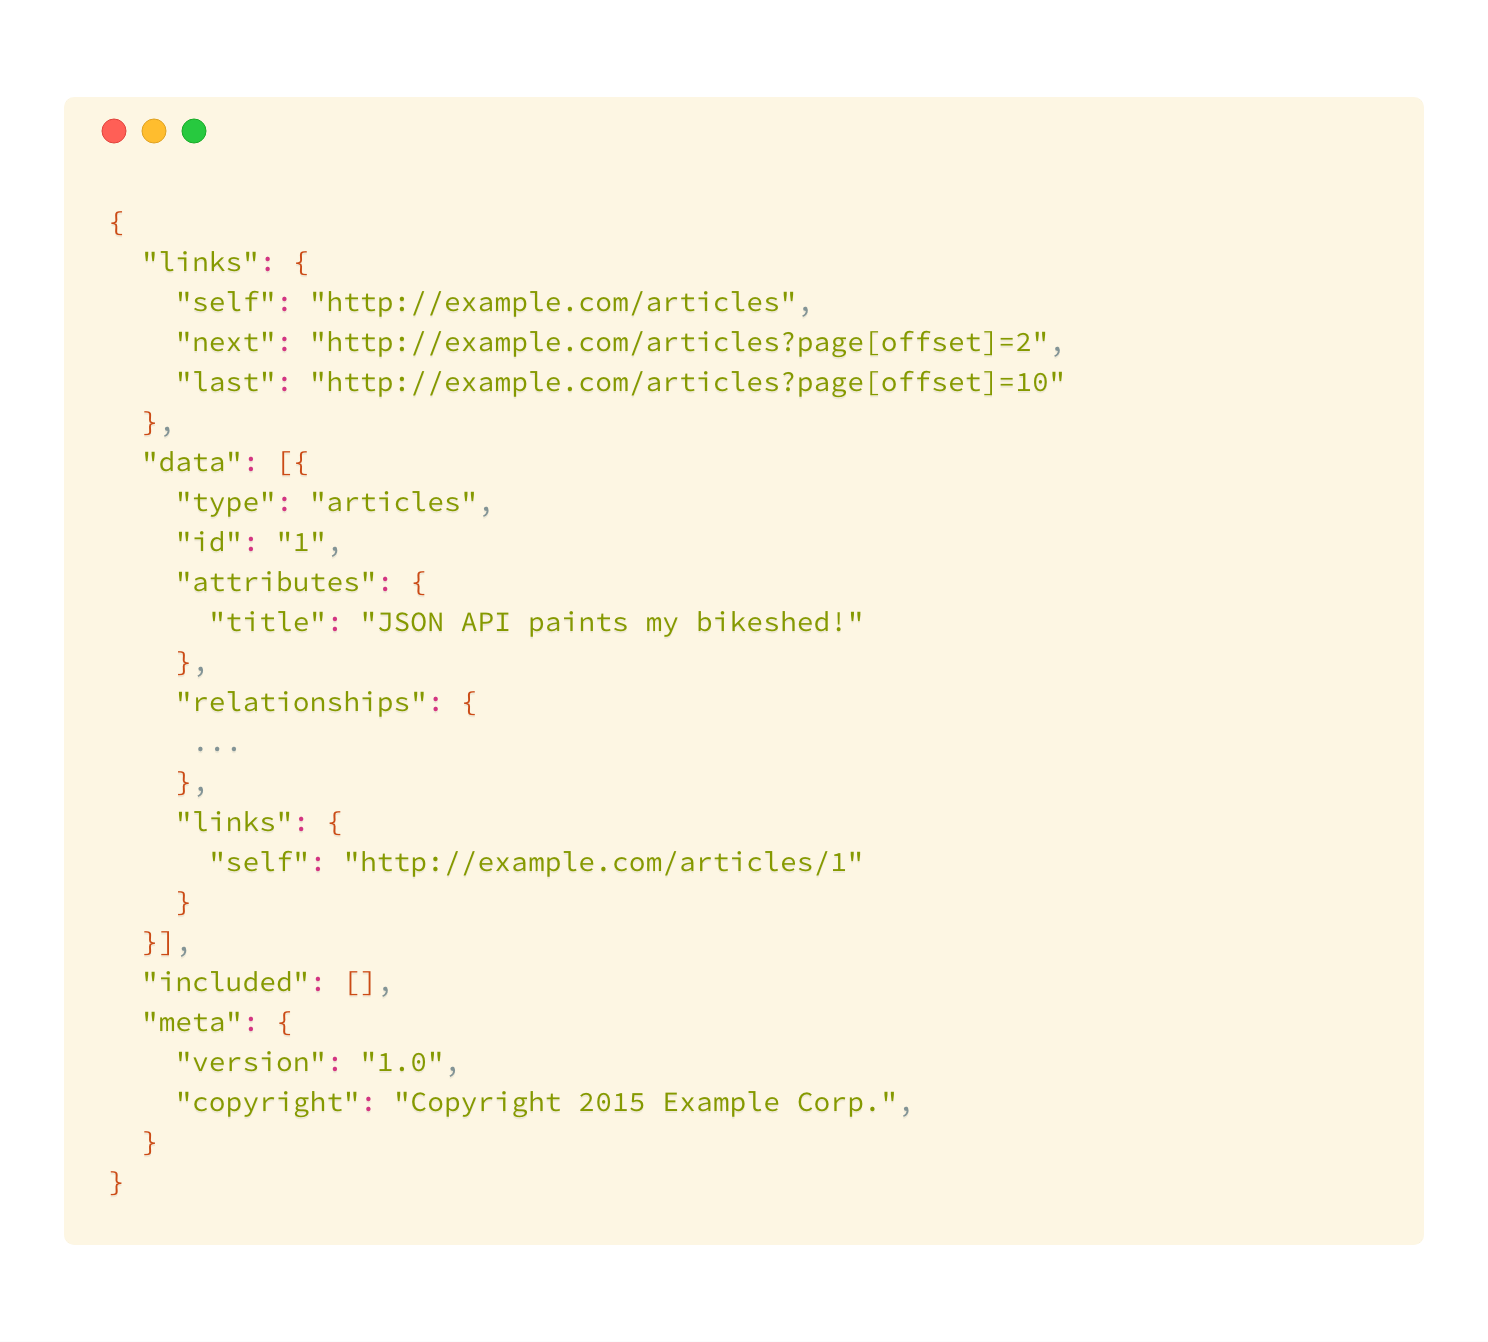 {
  "links": {
    "self": "http://example.com/articles",
    "next": "http://example.com/articles?page[offset]=2",
    "last": "http://example.com/articles?page[offset]=10"
  },
  "data": [{
    "type": "articles",
    "id": "1",
    "attributes": {
      "title": "JSON API paints my bikeshed!"
    },
    "relationships": {
     ...
    },
    "links": {
      "self": "http://example.com/articles/1"
    }
  }],
  "included": [],
  "meta": {
    "version": "1.0",
    "copyright": "Copyright 2015 Example Corp.",
  }
}